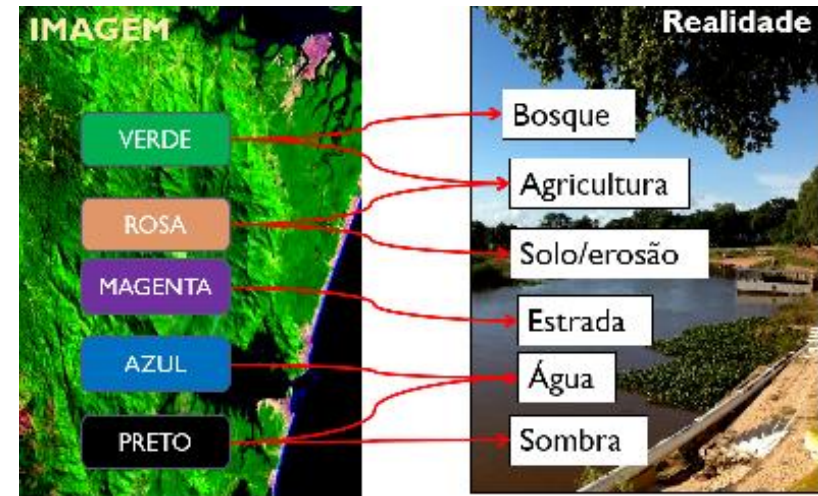 IMAGEM
Realidade
VERDE
ROSA
MAGENTA
AZUL
PRETO
Bosque
Agricultura
Solo/erosão
Estrada
Água
Sombra